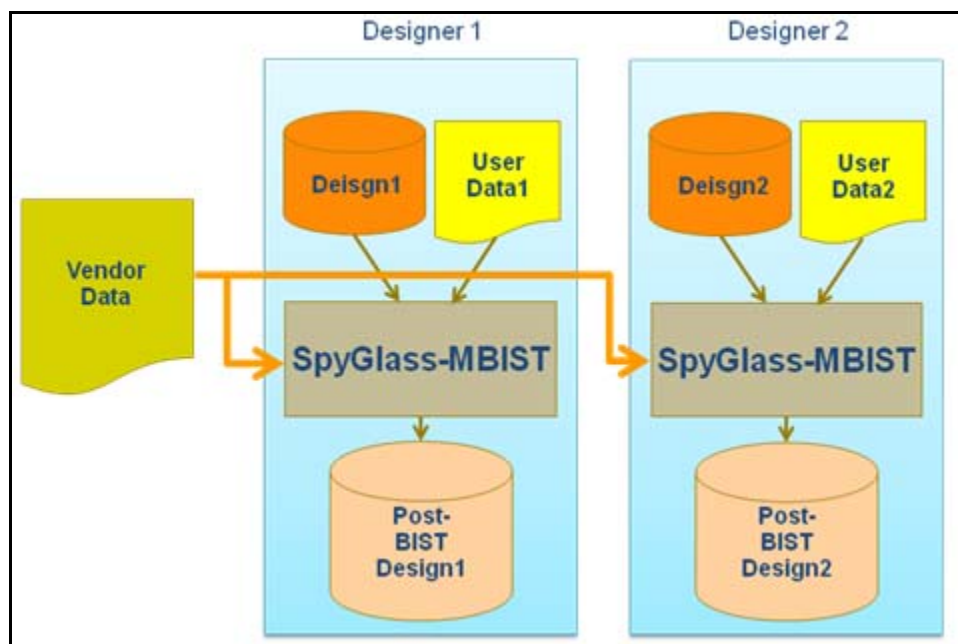 Designer 1
Designer 2
Deisgn1
User
Data1
Deisgn2
User
Data2
Vendor
Data
SpyGlass-MBIST
SpyGlass-MBIST
Post-
BIST
Design1
Post-
BIST
Design2